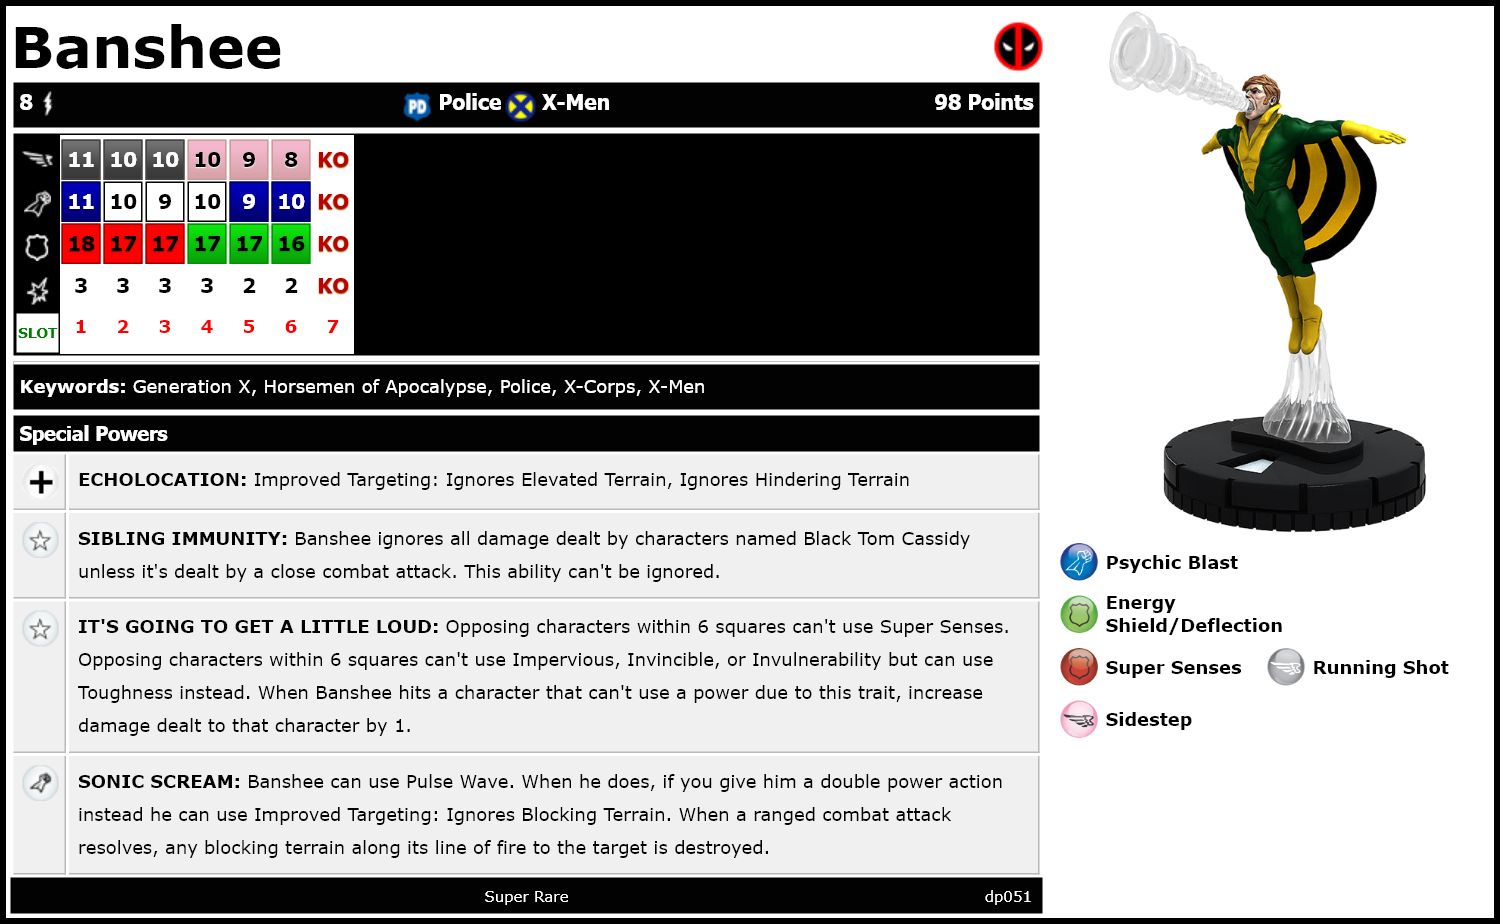 Banshee
8 PD Police X-Men 98 Points
11 10 10 10 9 8 KO
11 10 9 10 9 10 KO
18 17 17 17 17 16 KO
3 3 3 3 2 2 KO
SLOT 1 2 3 4 5 6 7
Keywords: Generation X, Horsemen of Apocalypse, Police, X-Corps, X-Men
Special Powers
ECHOLOCATION: Improved Targeting: Ignores Elevated Terrain, Ignores Hindering Terrain
SIBLING IMMUNITY: Banshee ignores all damage dealt by characters named Black Tom Cassidy
unless it's dealt by a close combat attack. This ability can't be ignored.
IT'S GOING TO GET A LITTLE LOUD: Opposing characters within 6 squares can't use Super Senses.
Opposing characters within 6 squares can't use Impervious, Invincible, or Invulnerability but can use
Toughness instead. When Banshee hits a character that can't use a power due to this trait, increase
damage dealt to that character by 1.
SONIC SCREAM: Banshee can use Pulse Wave. When he does, if you give him a double power action
instead he can use Improved Targeting: Ignores Blocking Terrain. When a ranged combat attack
resolves, any blocking terrain along its line of fire to the target is destroyed.
Super Rare dp051
Psychic Blast
Energy
Shield/Deflection
Super Senses Running Shot
Sidestep